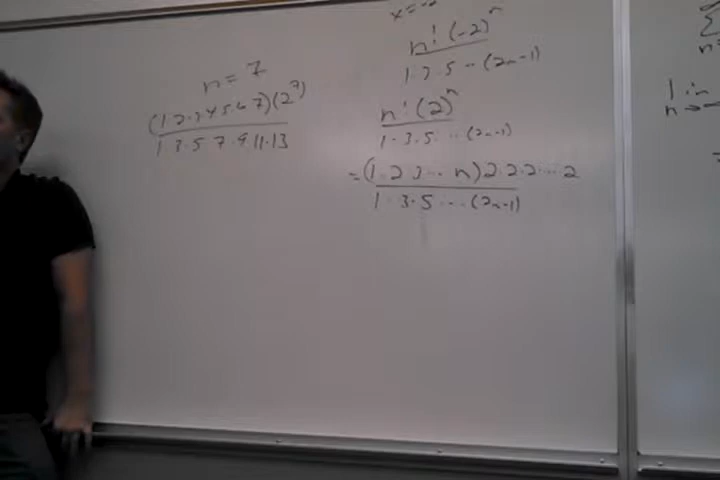 n = 7
(1·2·3 4 5 6 7)(2^7)
1 3·5 7·9·11·13
x = -2
n! (-2)^n
1·3·5 ·· (2n-1)
n! (2)^n
1·3·5· ··· (2n-1)
= (1·2 3 ··· n) 2·2·2 ··· 2
1·3·5 ··· (2n-1)
Σ
lim
n→